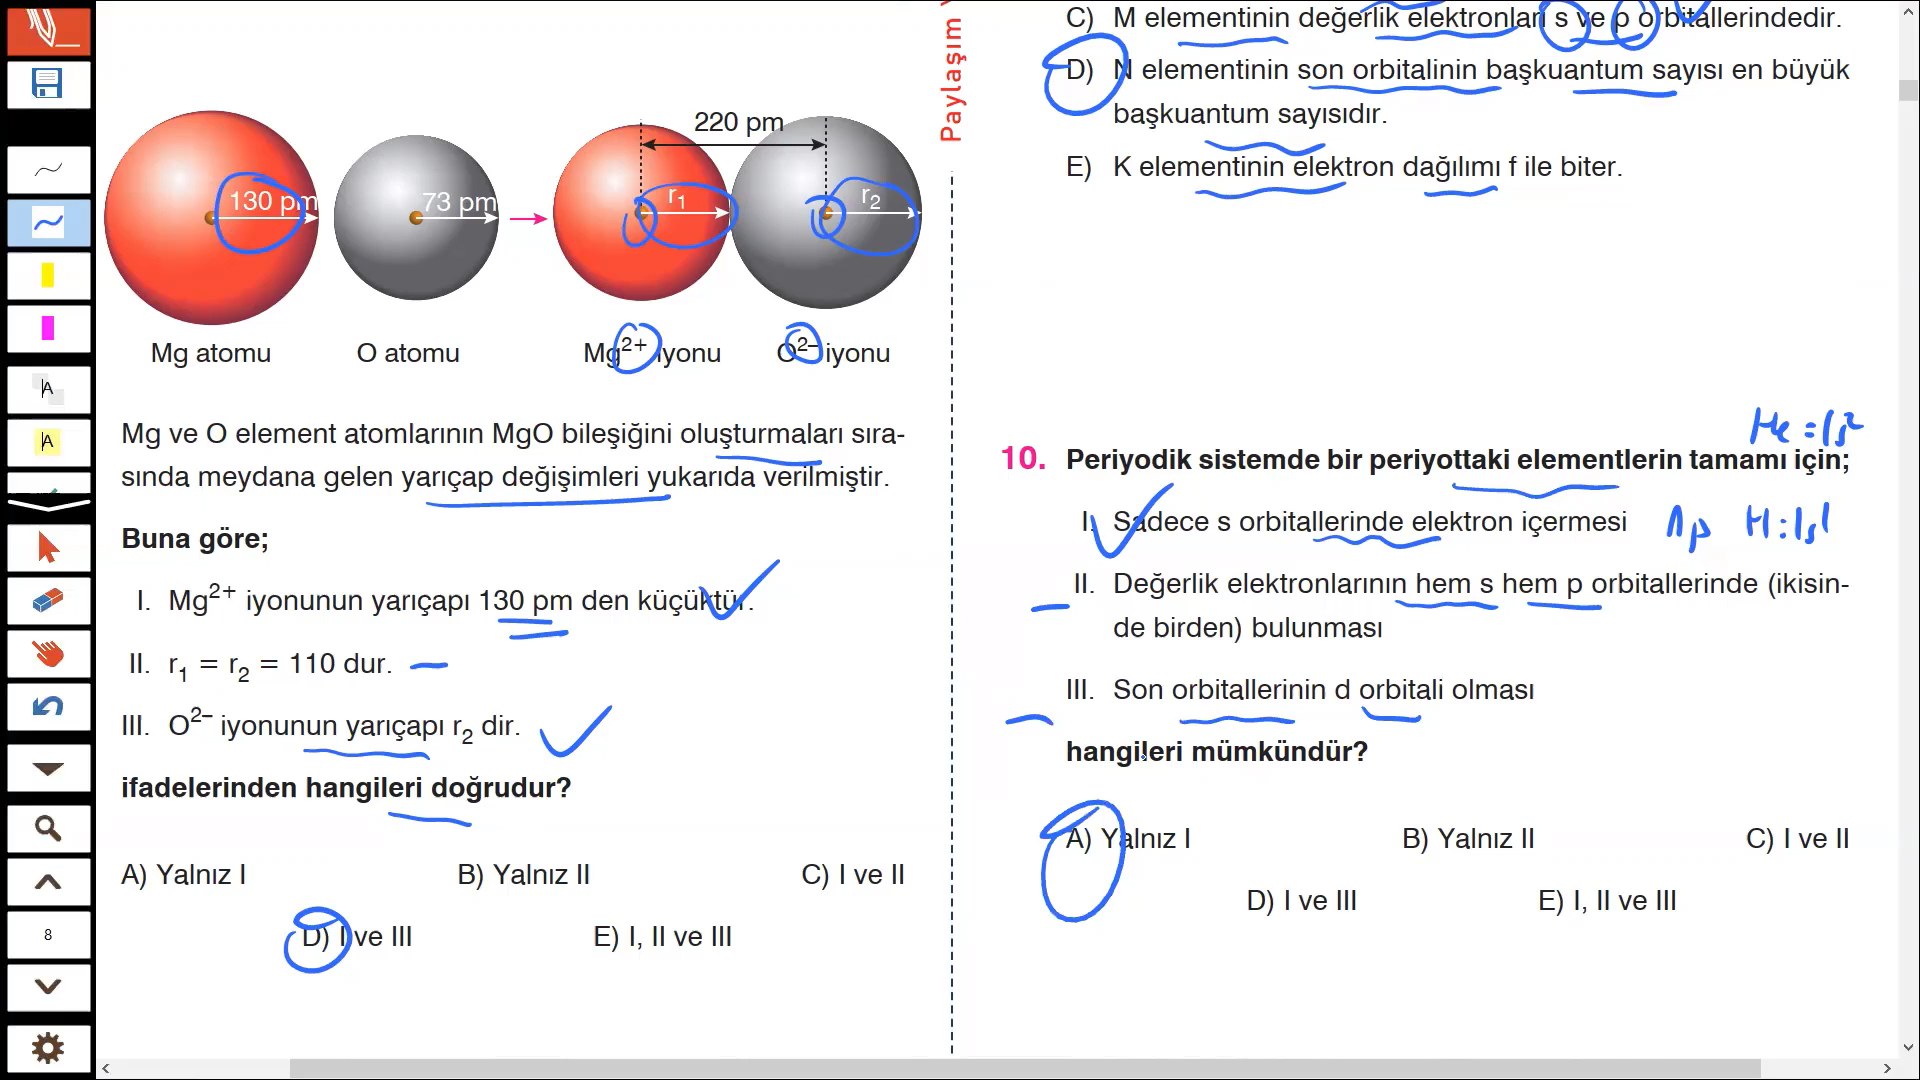 220 pm
130 pm
73 pm
r1
r2
Mg atomu
O atomu
Mg2+ iyonu
O2– iyonu
Mg ve O element atomlarının MgO bileşiğini oluşturmaları sıra-
sında meydana gelen yarıçap değişimleri yukarıda verilmiştir.
Buna göre;
I. Mg2+ iyonunun yarıçapı 130 pm den küçüktür.
II. r1 = r2 = 110 dur.
III. O2– iyonunun yarıçapı r2 dir.
ifadelerinden hangileri doğrudur?
A) Yalnız I
B) Yalnız II
C) I ve II
D) I ve III
E) I, II ve III
Paylaşım
C) M elementinin değerlik elektronları s ve p orbitallerindedir.
D) N elementinin son orbitalinin başkuantum sayısı en büyük
başkuantum sayısıdır.
E) K elementinin elektron dağılımı f ile biter.
He = 1s2
10. Periyodik sistemde bir periyottaki elementlerin tamamı için;
I. Sadece s orbitallerinde elektron içermesi
1p H: 1s1
II. Değerlik elektronlarının hem s hem p orbitallerinde (ikisin-
de birden) bulunması
III. Son orbitallerinin d orbitali olması
hangileri mümkündür?
A) Yalnız I
B) Yalnız II
C) I ve II
D) I ve III
E) I, II ve III
A
A
8